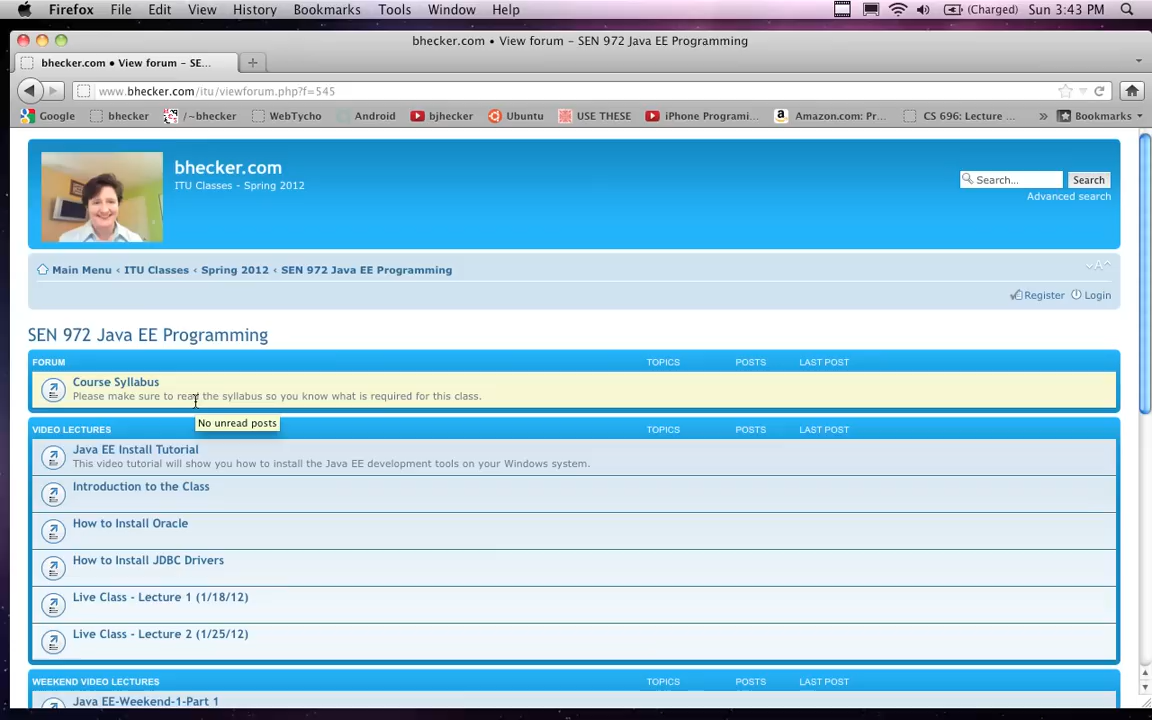 Firefox File Edit View History Bookmarks Tools Window Help (Charged) Sun 3:43 PM
bhecker.com • View forum – SEN 972 Java EE Programming
bhecker.com • View forum – SE...
www.bhecker.com/itu/viewforum.php?f=545
Google bhecker /~bhecker WebTycho Android bjhecker Ubuntu USE THESE iPhone Programi... Amazon.com: Pr... CS 696: Lecture ... » Bookmarks
bhecker.com
ITU Classes - Spring 2012
Search... Search
Advanced search
Main Menu ‹ ITU Classes ‹ Spring 2012 ‹ SEN 972 Java EE Programming
Register Login
SEN 972 Java EE Programming
FORUM TOPICS POSTS LAST POST
Course Syllabus
Please make sure to read the syllabus so you know what is required for this class.
No unread posts
VIDEO LECTURES TOPICS POSTS LAST POST
Java EE Install Tutorial
This video tutorial will show you how to install the Java EE development tools on your Windows system.
Introduction to the Class
How to Install Oracle
How to Install JDBC Drivers
Live Class - Lecture 1 (1/18/12)
Live Class - Lecture 2 (1/25/12)
WEEKEND VIDEO LECTURES TOPICS POSTS LAST POST
Java EE-Weekend-1-Part 1